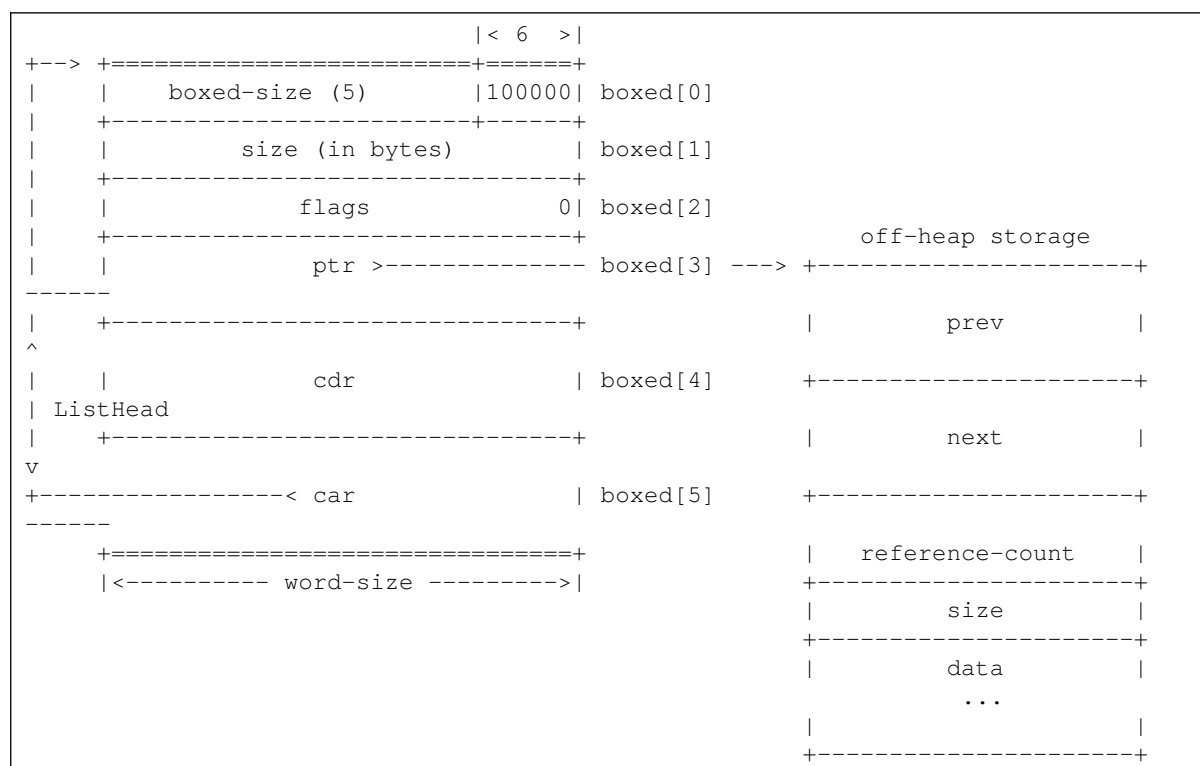 |< 6  >|
+--> +=========================+======+
|    |    boxed-size (5)       |100000| boxed[0]
|    +-------------------------+------+
|    |         size (in bytes)        | boxed[1]
|    +--------------------------------+
|    |             flags             0| boxed[2]
|    +--------------------------------+                   off-heap storage
|    |              ptr >-------------- boxed[3] ---> +----------------------+
------
|    +--------------------------------+               |         prev         |
^
|    |              cdr               | boxed[4]      +----------------------+
| ListHead
|    +--------------------------------+               |         next         |
v
+-----------------< car               | boxed[5]      +----------------------+
------
     +================================+               |   reference-count    |
     |<---------- word-size --------->|               +----------------------+
                                                      |         size         |
                                                      +----------------------+
                                                      |         data         |
                                                                ...
                                                      |                      |
                                                      +----------------------+